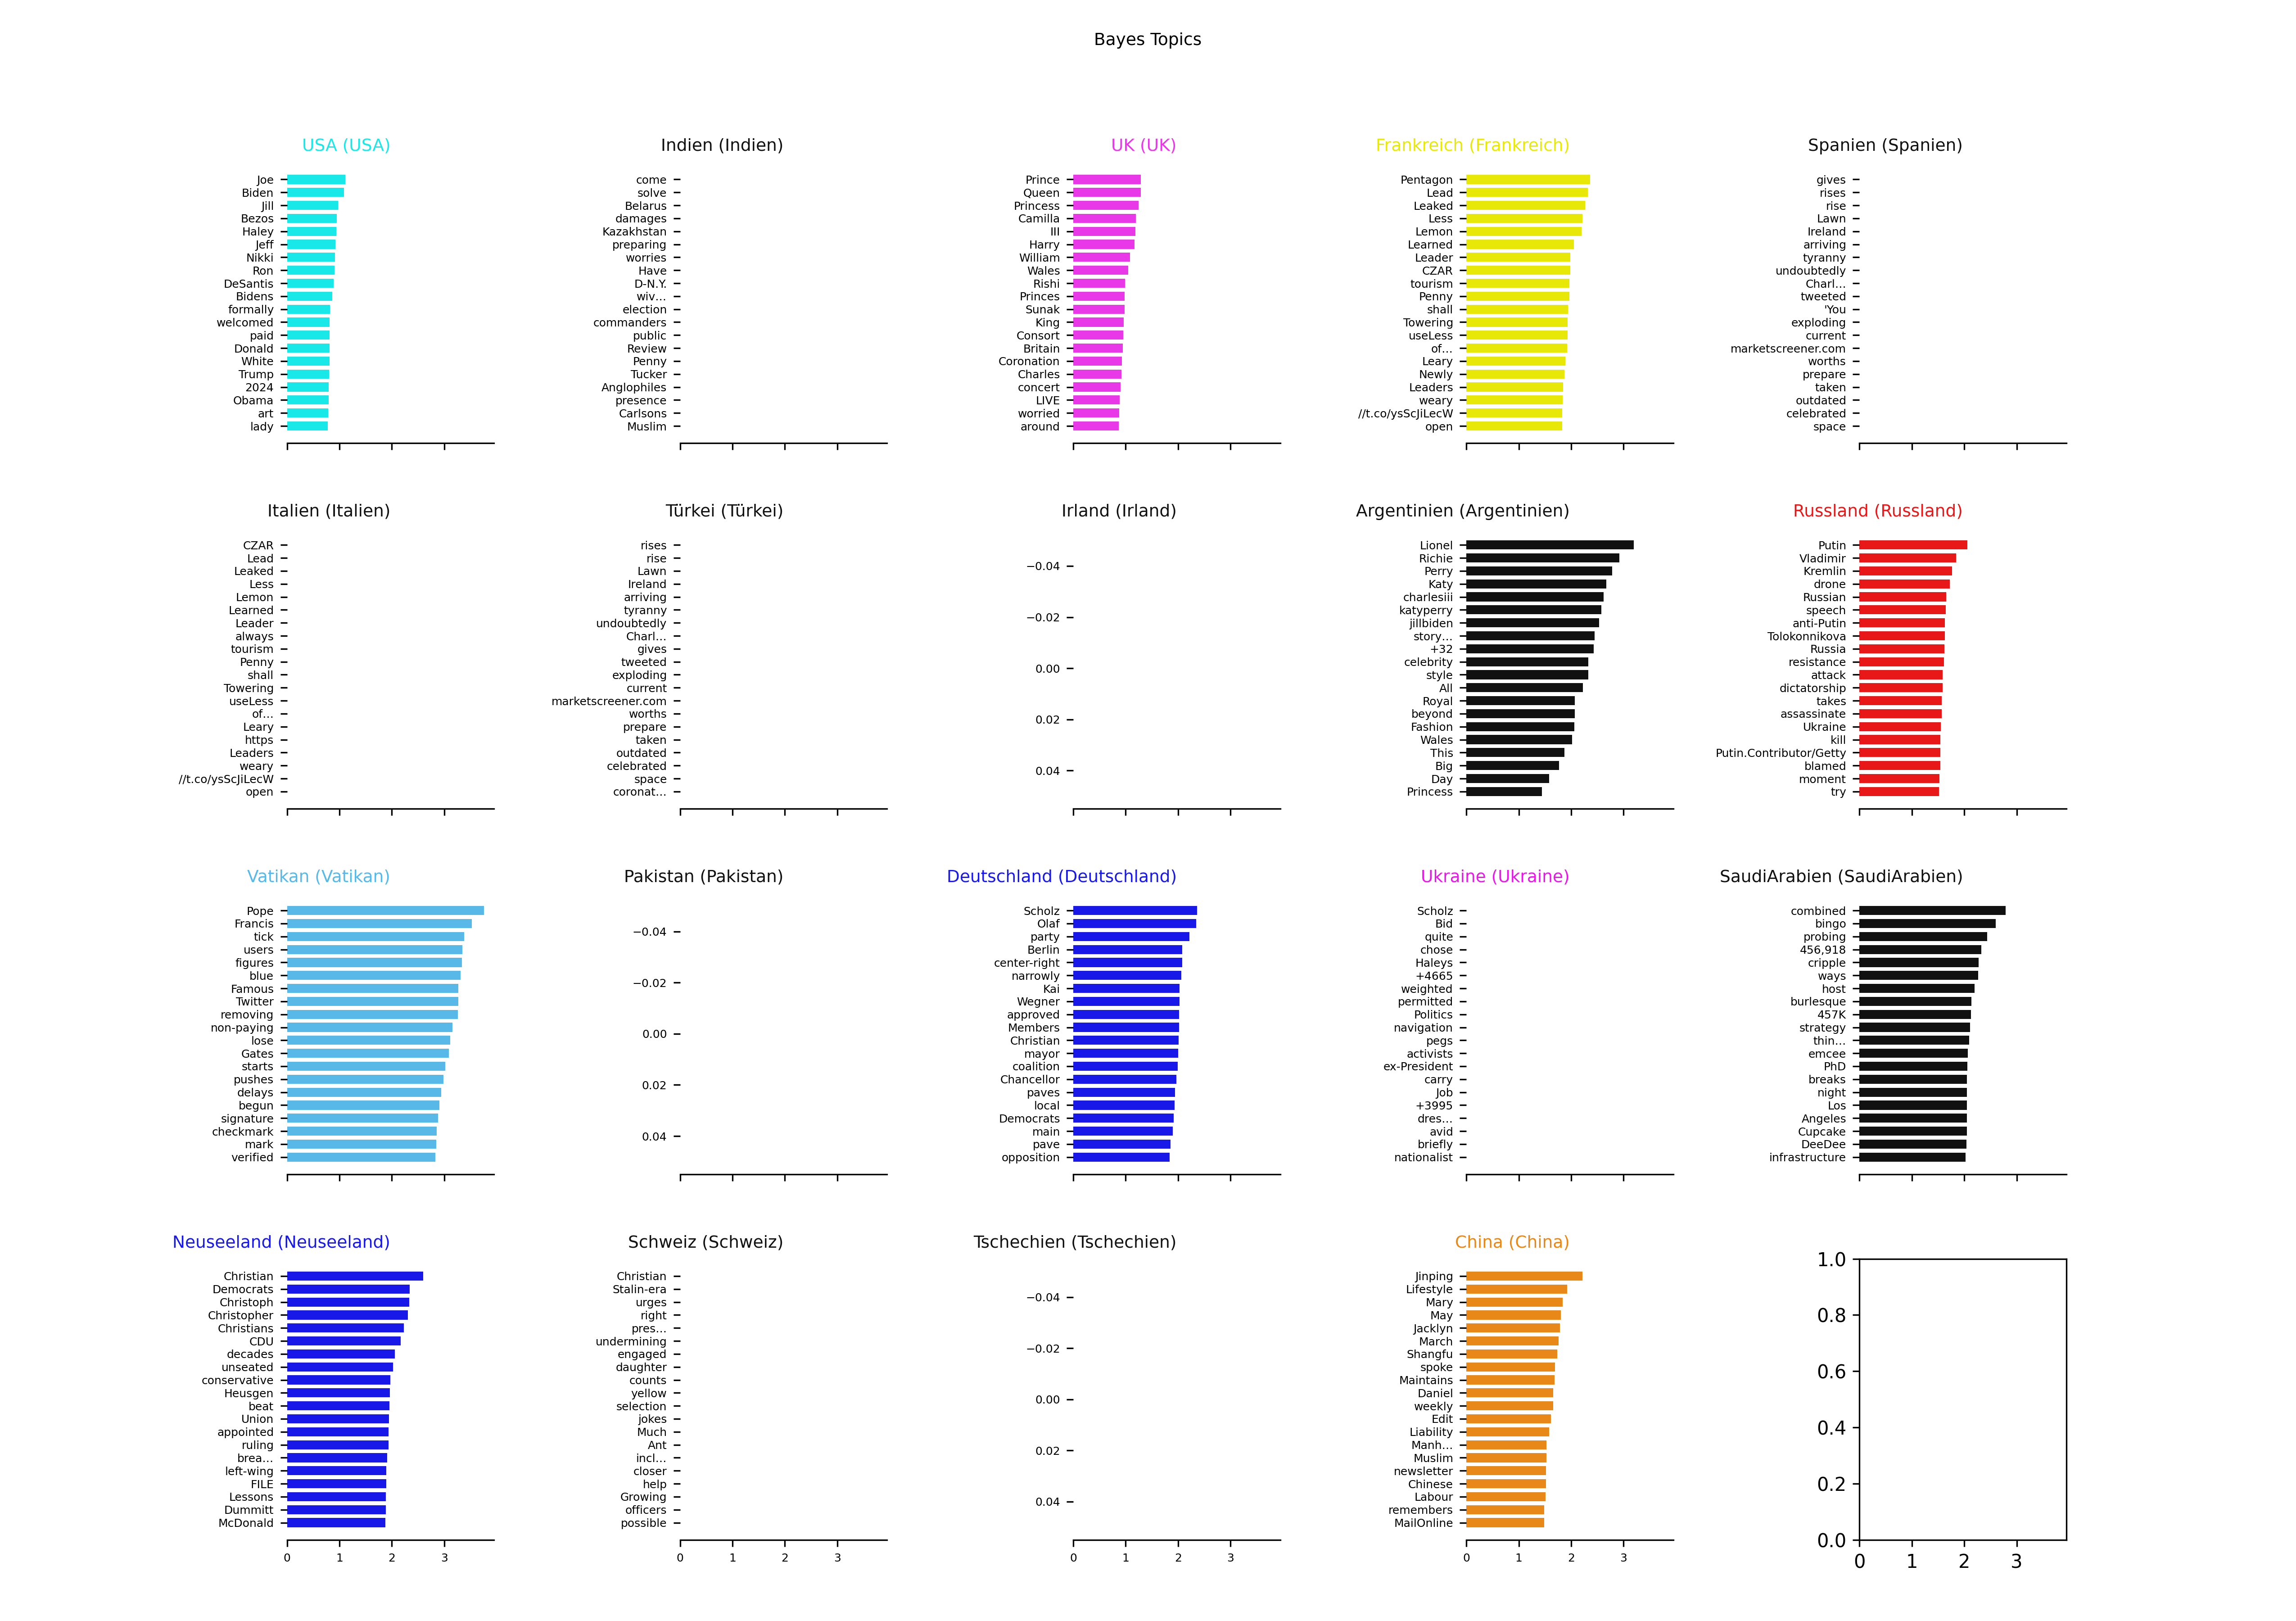 Bayes Topics
USA (USA)
Joe
Biden
Jill
Bezos
Haley
Jeff
Nikki
Ron
DeSantis
Bidens
formally
welcomed
paid
Donald
White
Trump
2024
Obama
art
lady
Indien (Indien)
come
solve
Belarus
damages
Kazakhstan
preparing
worries
Have
D-N.Y.
wiv...
election
commanders
public
Review
Penny
Tucker
Anglophiles
presence
Carlsons
Muslim
UK (UK)
Prince
Queen
Princess
Camilla
III
Harry
William
Wales
Rishi
Princes
Sunak
King
Consort
Britain
Coronation
Charles
concert
LIVE
worried
around
Frankreich (Frankreich)
Pentagon
Lead
Leaked
Less
Lemon
Learned
Leader
CZAR
tourism
Penny
shall
Towering
useLess
of...
Leary
Newly
Leaders
weary
//t.co/ysScJiLecW
open
Spanien (Spanien)
gives
rises
rise
Lawn
Ireland
arriving
tyranny
undoubtedly
Charl...
tweeted
'You
exploding
current
marketscreener.com
worths
prepare
taken
outdated
celebrated
space
Italien (Italien)
CZAR
Lead
Leaked
Less
Lemon
Learned
Leader
always
tourism
Penny
shall
Towering
useLess
of...
Leary
https
Leaders
weary
//t.co/ysScJiLecW
open
Türkei (Türkei)
rises
rise
Lawn
Ireland
arriving
tyranny
undoubtedly
Charl...
gives
tweeted
exploding
current
marketscreener.com
worths
prepare
taken
outdated
celebrated
space
coronat...
Irland (Irland)
−0.04
−0.02
0.00
0.02
0.04
Argentinien (Argentinien)
Lionel
Richie
Perry
Katy
charlesiii
katyperry
jillbiden
story...
+32
celebrity
style
All
Royal
beyond
Fashion
Wales
This
Big
Day
Princess
Russland (Russland)
Putin
Vladimir
Kremlin
drone
Russian
speech
anti-Putin
Tolokonnikova
Russia
resistance
attack
dictatorship
takes
assassinate
Ukraine
kill
Putin.Contributor/Getty
blamed
moment
try
Vatikan (Vatikan)
Pope
Francis
tick
users
figures
blue
Famous
Twitter
removing
non-paying
lose
Gates
starts
pushes
delays
begun
signature
checkmark
mark
verified
Pakistan (Pakistan)
−0.04
−0.02
0.00
0.02
0.04
Deutschland (Deutschland)
Scholz
Olaf
party
Berlin
center-right
narrowly
Kai
Wegner
approved
Members
Christian
mayor
coalition
Chancellor
paves
local
Democrats
main
pave
opposition
Ukraine (Ukraine)
Scholz
Bid
quite
chose
Haleys
+4665
weighted
permitted
Politics
navigation
pegs
activists
ex-President
carry
Job
+3995
dres...
avid
briefly
nationalist
SaudiArabien (SaudiArabien)
combined
bingo
probing
456,918
cripple
ways
host
burlesque
457K
strategy
thin...
emcee
PhD
breaks
night
Los
Angeles
Cupcake
DeeDee
infrastructure
Neuseeland (Neuseeland)
Christian
Democrats
Christoph
Christopher
Christians
CDU
decades
unseated
conservative
Heusgen
beat
Union
appointed
ruling
brea...
left-wing
FILE
Lessons
Dummitt
McDonald
0 1 2 3
Schweiz (Schweiz)
Christian
Stalin-era
urges
right
pres...
undermining
engaged
daughter
counts
yellow
selection
jokes
Much
Ant
incl...
closer
help
Growing
officers
possible
0 1 2 3
Tschechien (Tschechien)
−0.04
−0.02
0.00
0.02
0.04
0 1 2 3
China (China)
Jinping
Lifestyle
Mary
May
Jacklyn
March
Shangfu
spoke
Maintains
Daniel
weekly
Edit
Liability
Manh...
Muslim
newsletter
Chinese
Labour
remembers
MailOnline
0 1 2 3
1.0
0.8
0.6
0.4
0.2
0.0
0 1 2 3